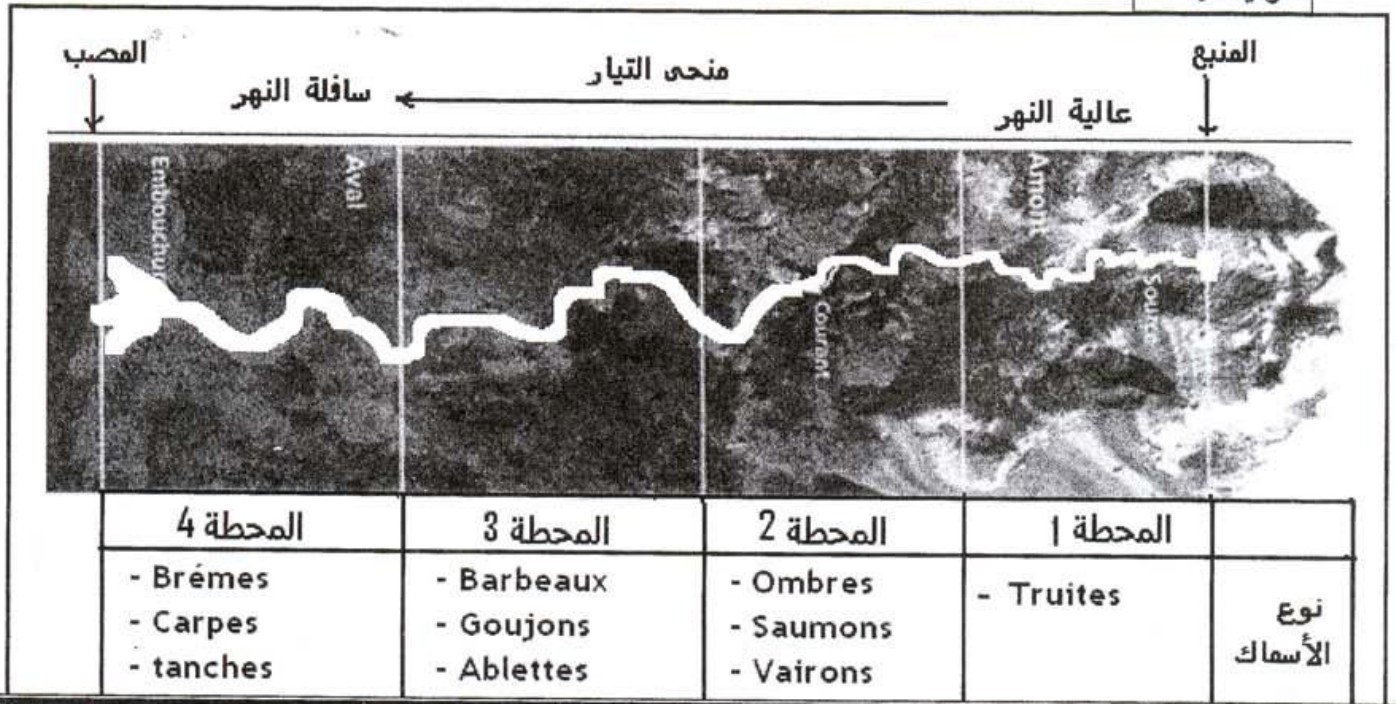 المنبع
منحى التيار
المصب
عالية النهر
سافلة النهر
Amont
Aval
Courant
المحطة 1
المحطة 2
المحطة 3
المحطة 4
نوع
الأسماك
- Truites
- Ombres
- Saumons
- Vairons
- Barbeaux
- Goujons
- Ablettes
- Brémes
- Carpes
- tanches